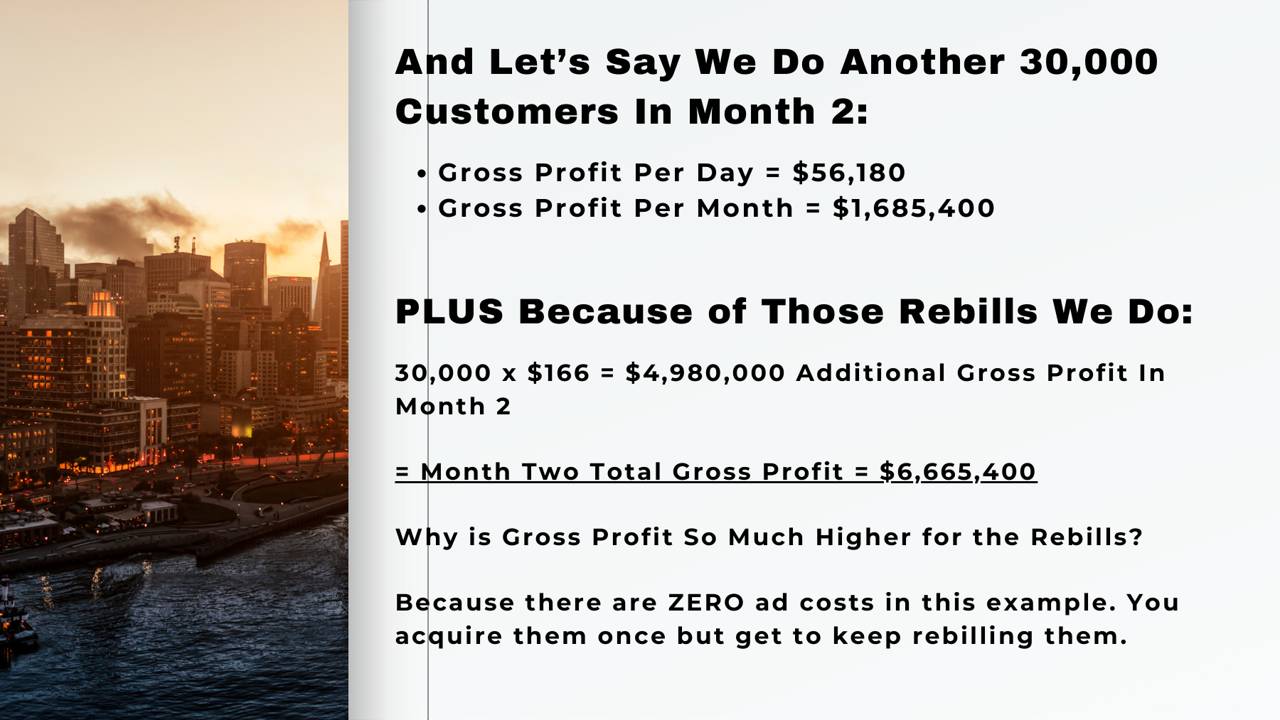 And Let’s Say We Do Another 30,000
Customers In Month 2:
• Gross Profit Per Day = $56,180
• Gross Profit Per Month = $1,685,400
PLUS Because of Those Rebills We Do:
30,000 x $166 = $4,980,000 Additional Gross Profit In
Month 2
= Month Two Total Gross Profit = $6,665,400
Why is Gross Profit So Much Higher for the Rebills?
Because there are ZERO ad costs in this example. You
acquire them once but get to keep rebilling them.